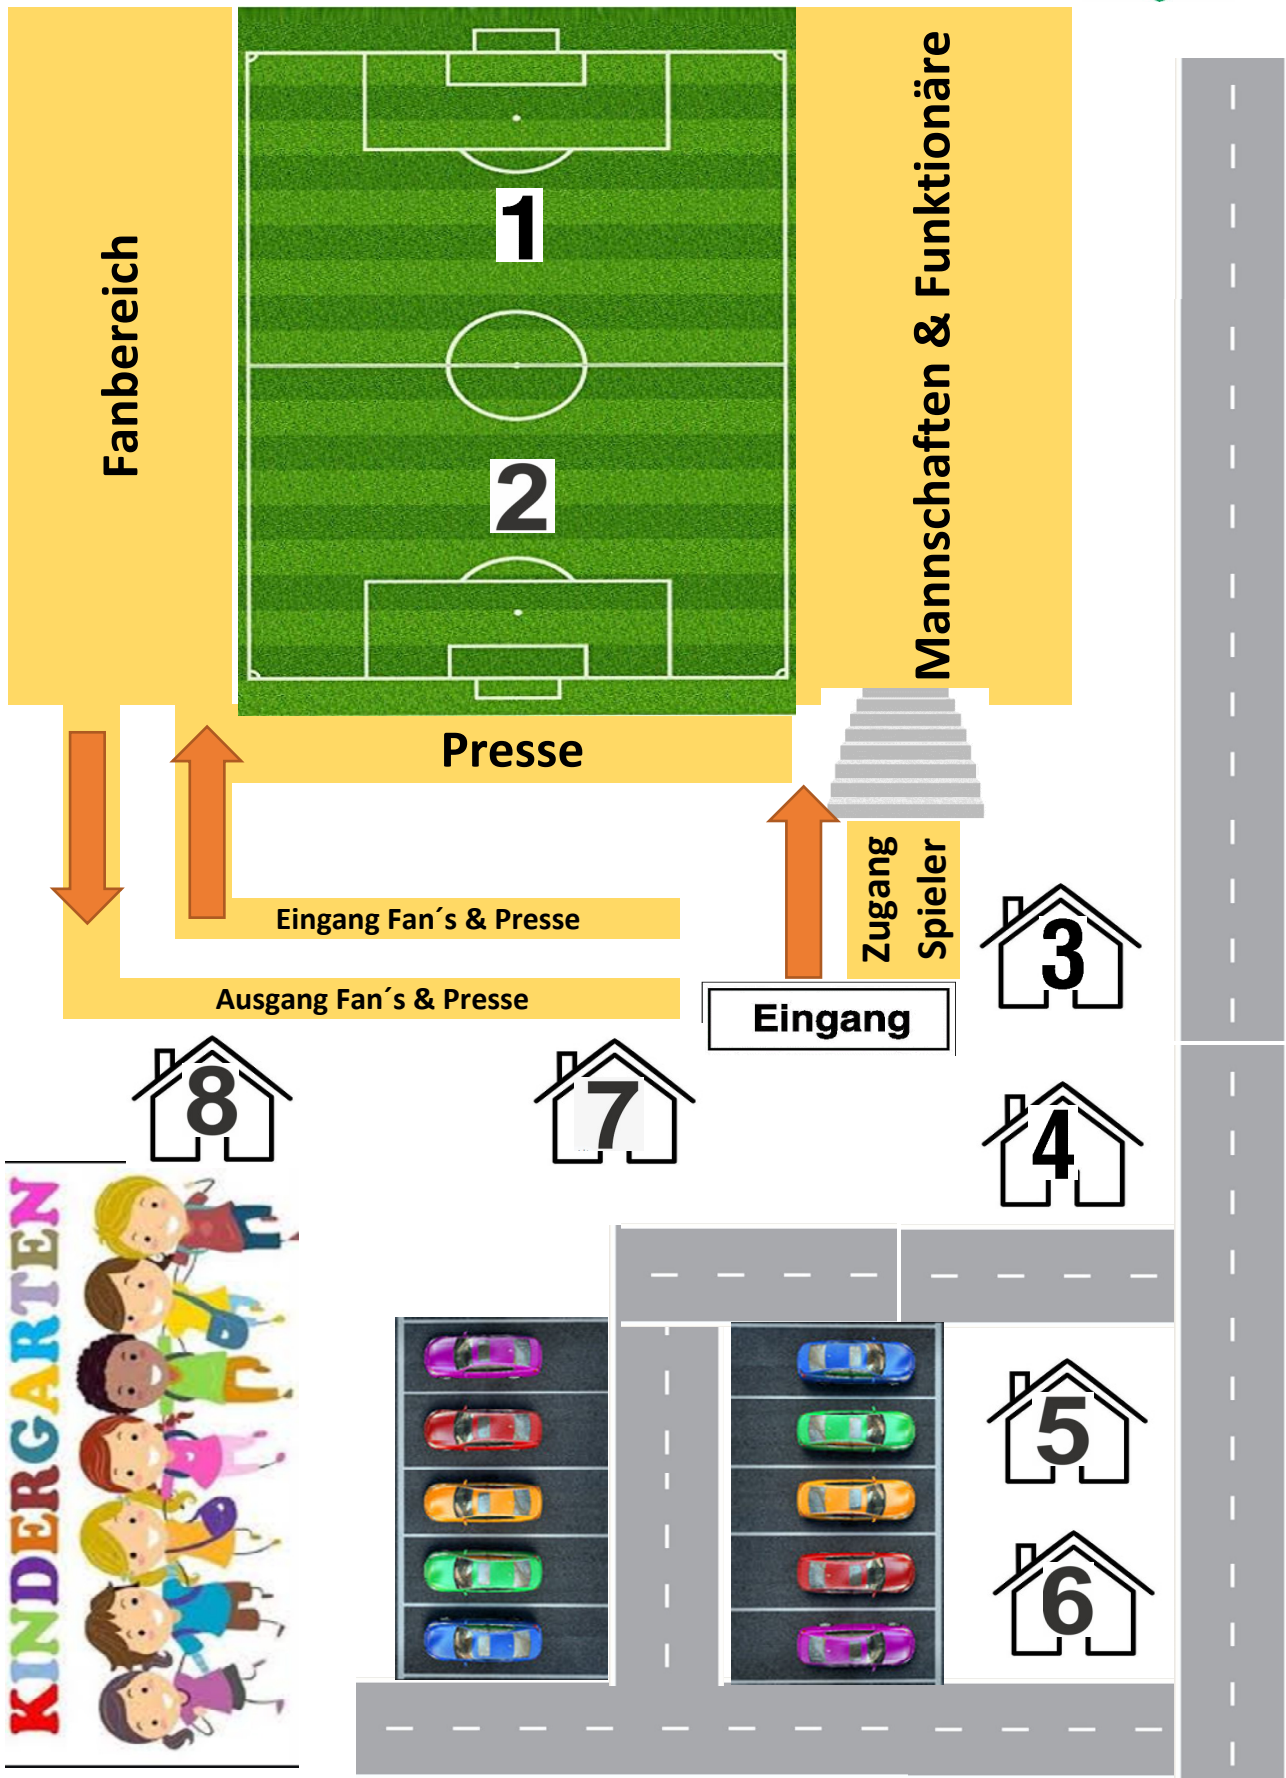 Fanbereich
1
2
Mannschaften & Funktionäre
Presse
Zugang
Spieler
Eingang Fan´s & Presse
Ausgang Fan´s & Presse
Eingang
3
8
7
4
KINDERGARTEN
5
6